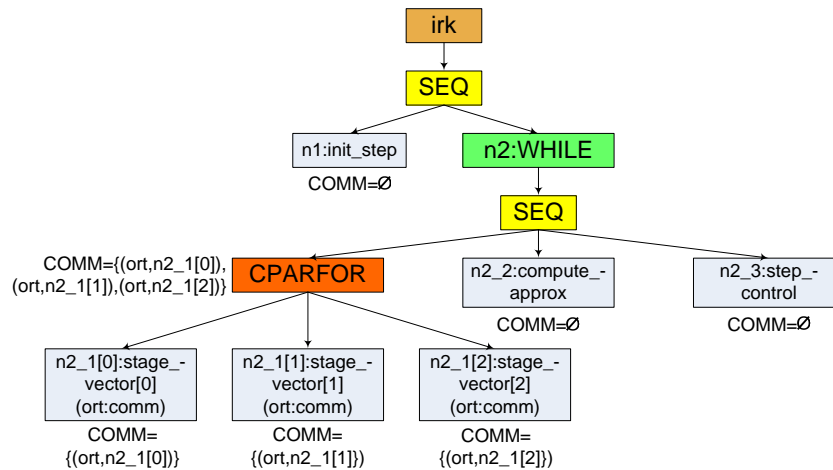 irk
SEQ
n1:init_step
n2:WHILE
COMM=Ø
SEQ
COMM={(ort,n2_1[0]),
(ort,n2_1[1]),(ort,n2_1[2])}
CPARFOR
n2_2:compute_-
approx
n2_3:step_-
control
COMM=Ø
COMM=Ø
n2_1[0]:stage_-
vector[0]
(ort:comm)
n2_1[1]:stage_-
vector[1]
(ort:comm)
n2_1[2]:stage_-
vector[2]
(ort:comm)
COMM=
{(ort,n2_1[0])}
COMM=
{(ort,n2_1[1]})
COMM=
{(ort,n2_1[2]})